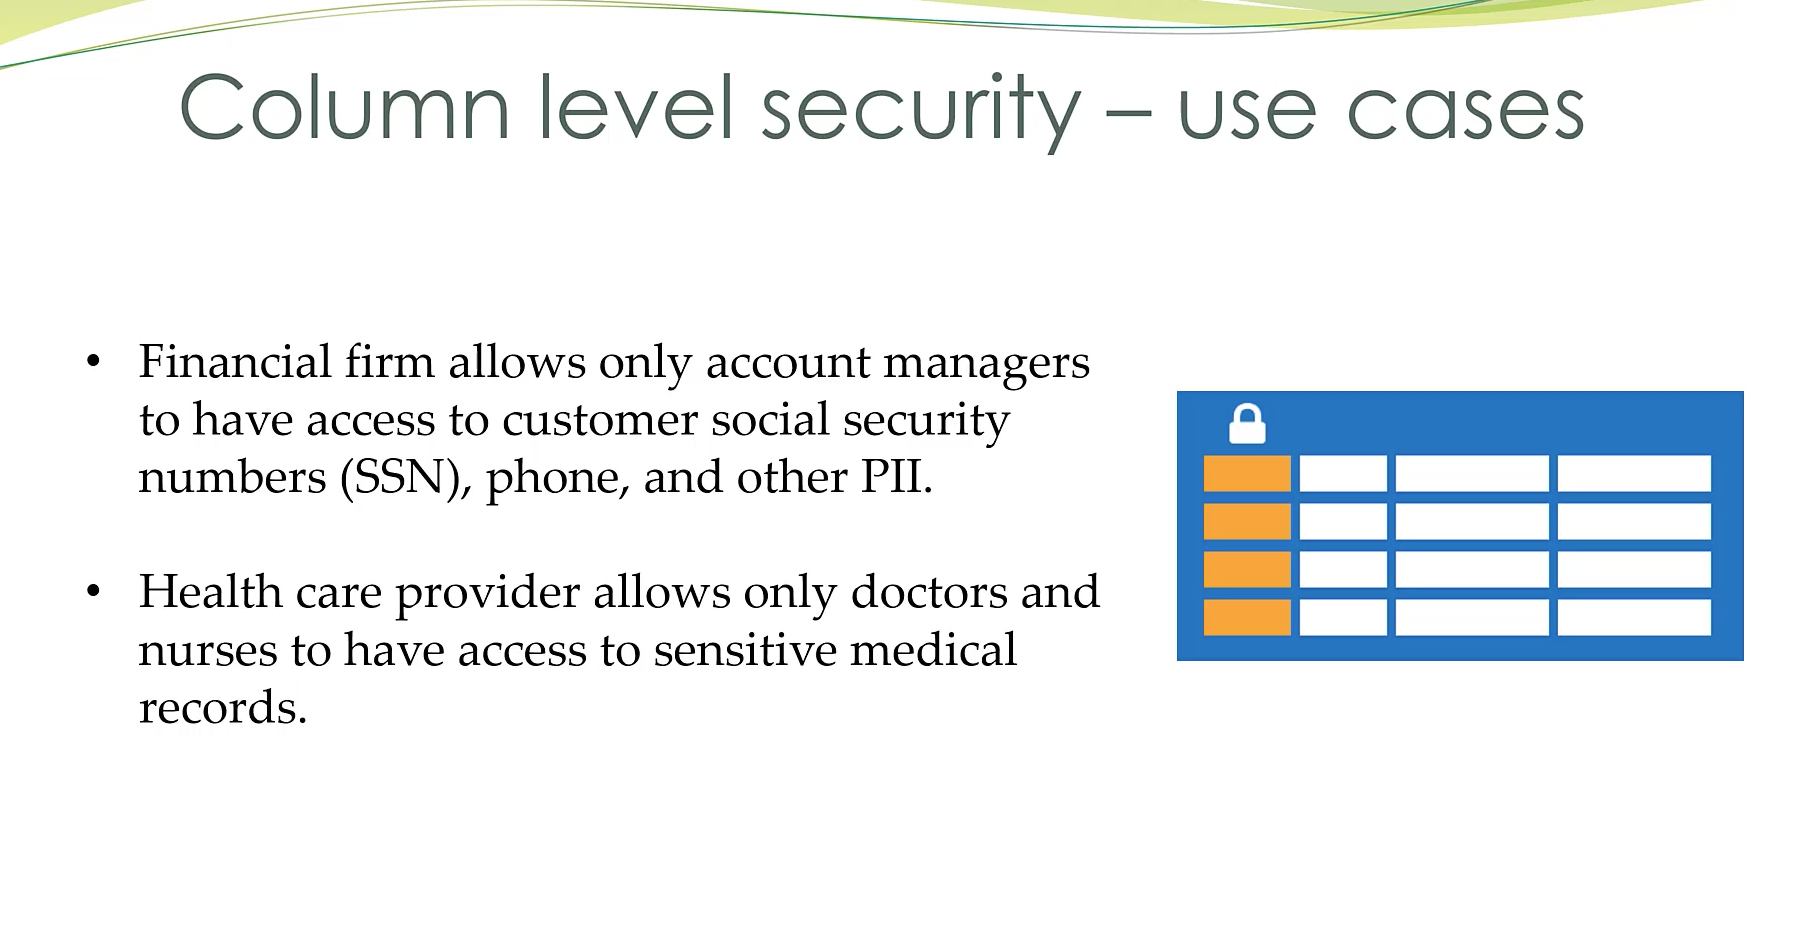 Column level security – use cases
• Financial firm allows only account managers
to have access to customer social security
numbers (SSN), phone, and other PII.
• Health care provider allows only doctors and
nurses to have access to sensitive medical
records.